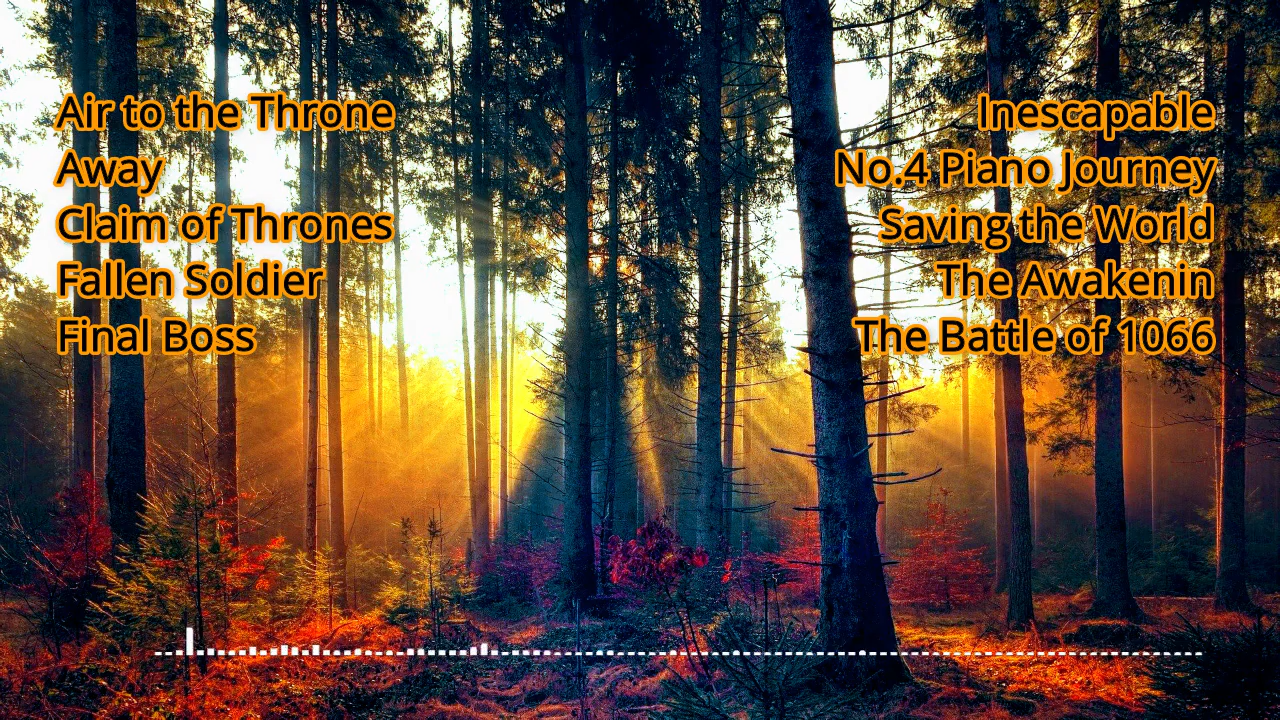 Air to the Throne
Away
Claim of Thrones
Fallen Soldier
Final Boss
Inescapable
No.4 Piano Journey
Saving the World
The Awakenin
The Battle of 1066